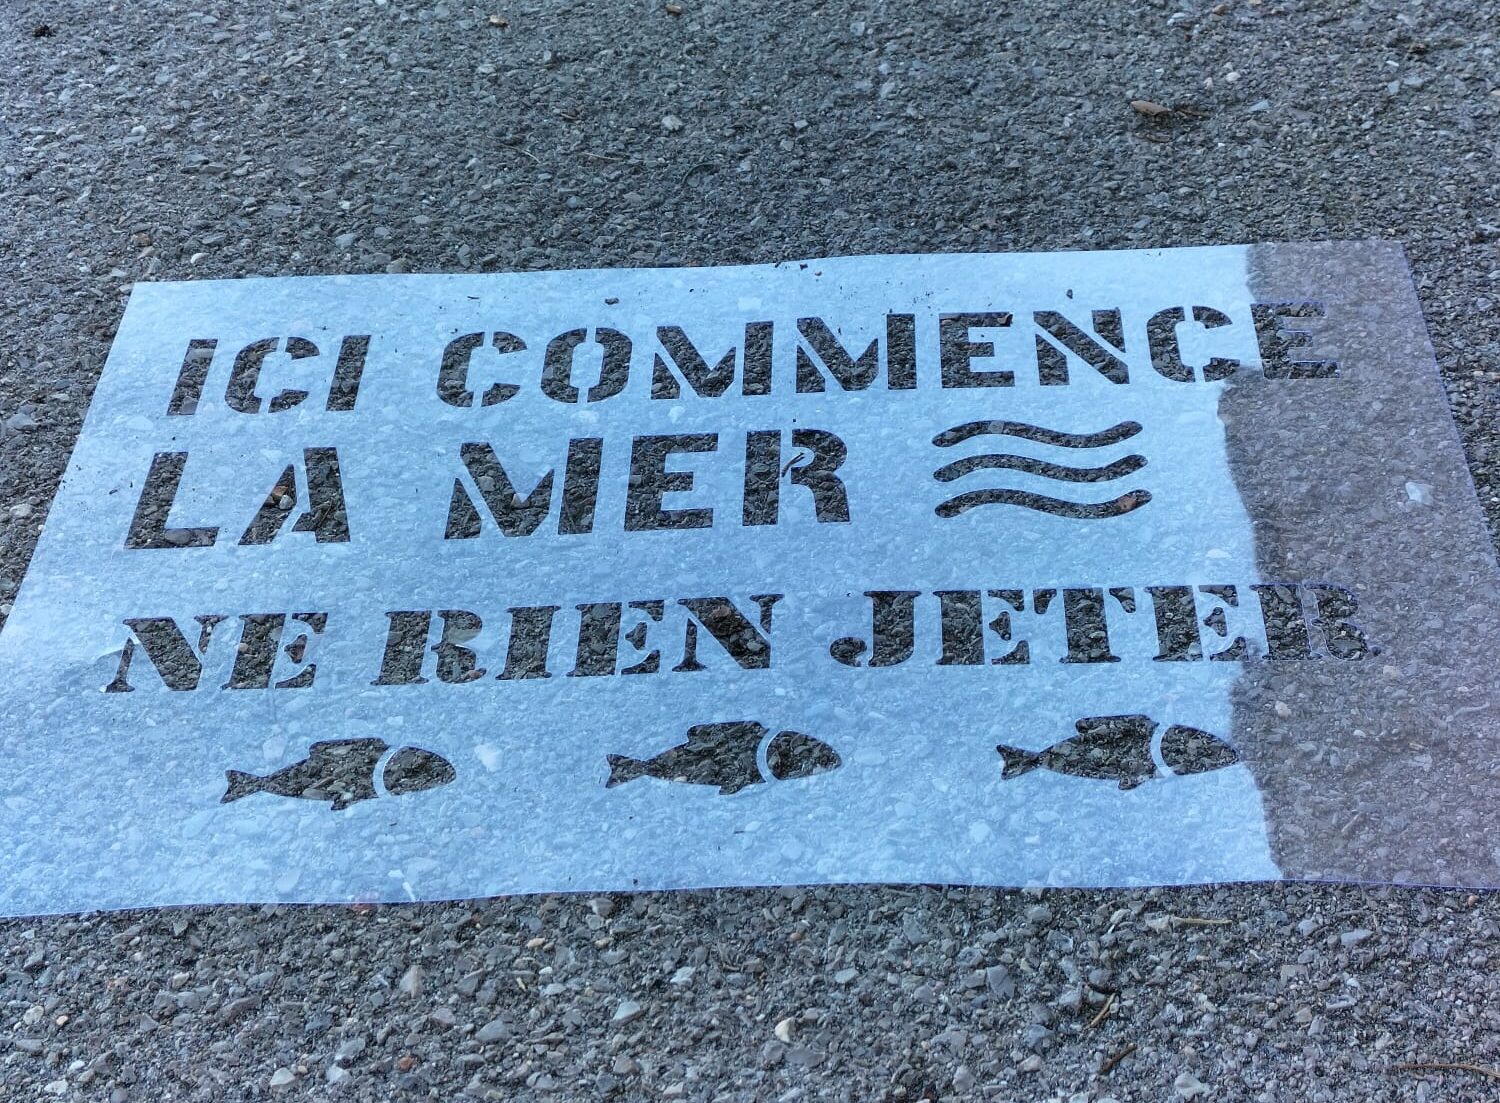 ICI COMMENCE
LA MER
NE RIEN JETER